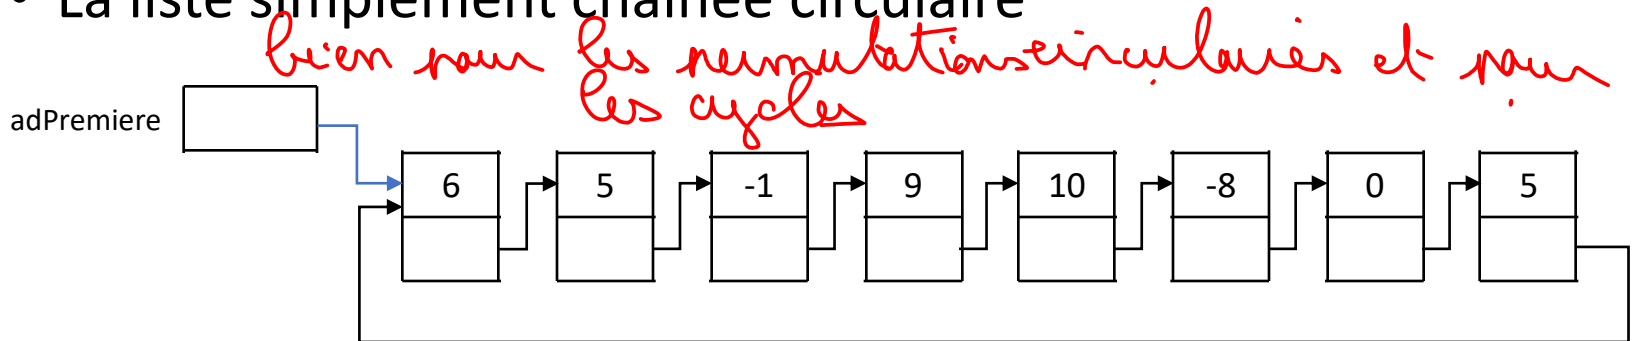 • La liste simplement chaînée circulaire
bien pour les permutations circulaires et pour
les cycles
adPremiere
6 5 -1 9 10 -8 0 5